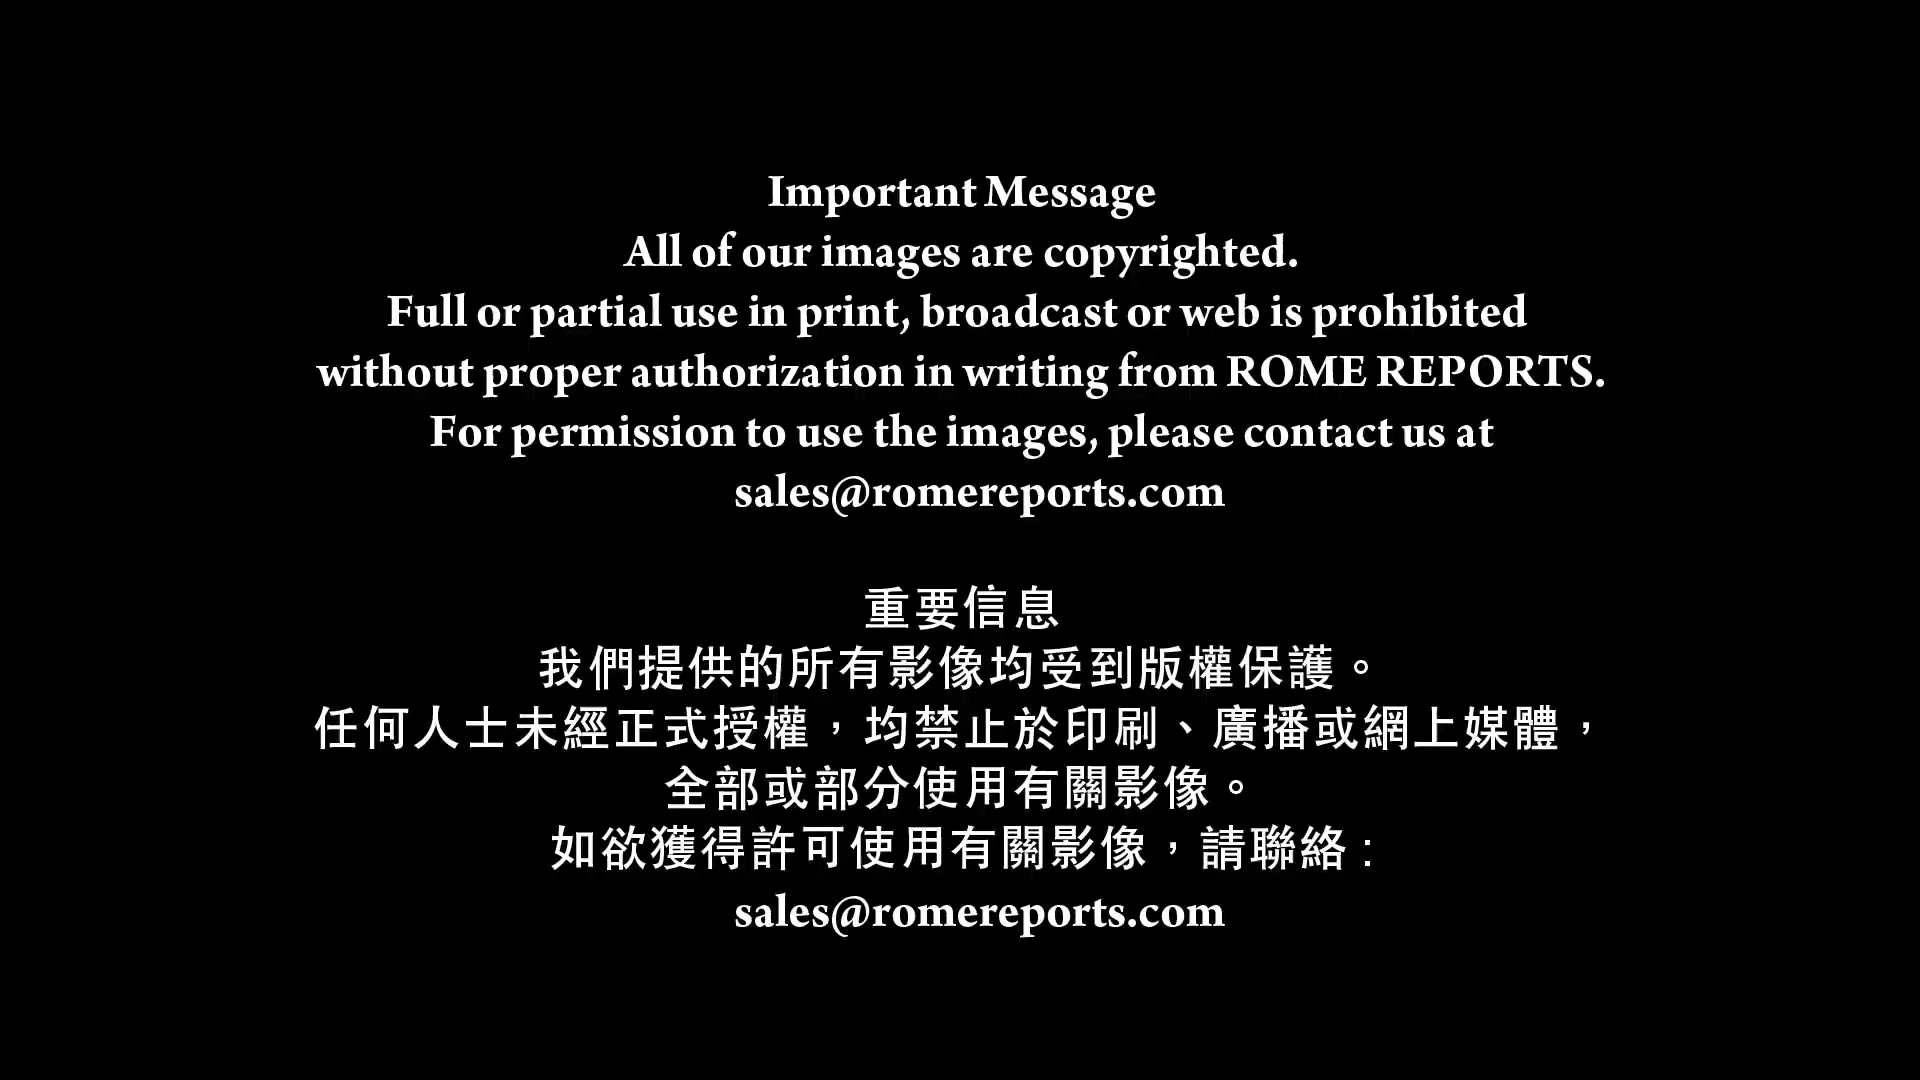 Important Message
All of our images are copyrighted.
Full or partial use in print, broadcast or web is prohibited
without proper authorization in writing from ROME REPORTS.
For permission to use the images, please contact us at
sales@romereports.com
重要信息
我們提供的所有影像均受到版權保護。
任何人士未經正式授權，均禁止於印刷、廣播或網上媒體，
全部或部分使用有關影像。
如欲獲得許可使用有關影像，請聯絡：
sales@romereports.com